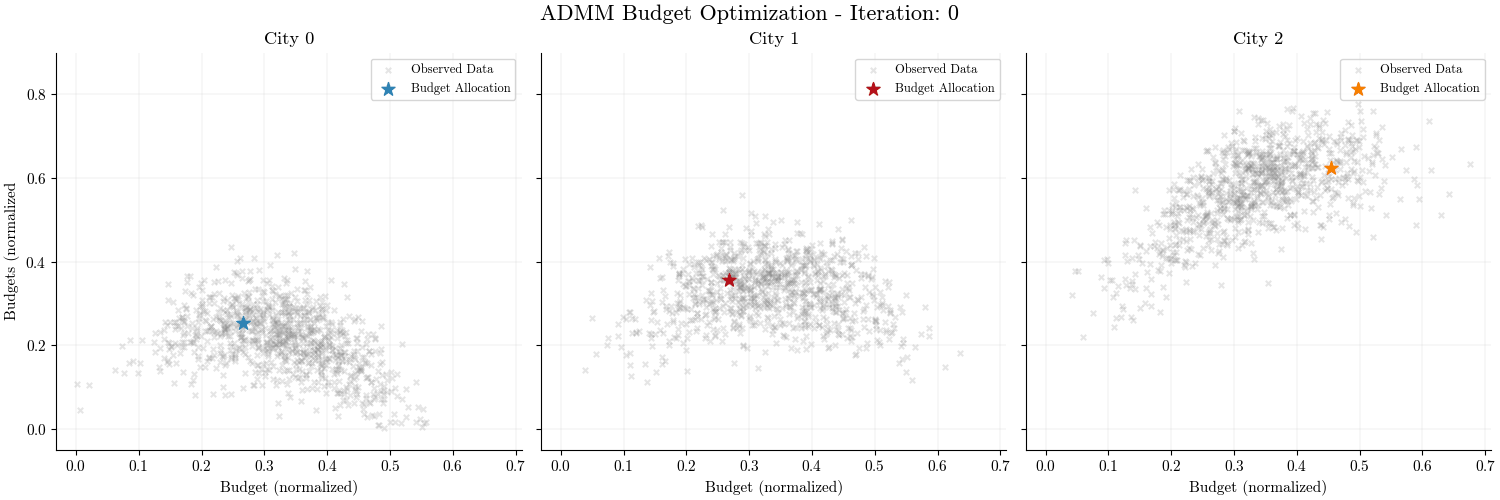 ADMM Budget Optimization - Iteration: 0
City 0
City 1
City 2
Observed Data
Budget Allocation
Observed Data
Budget Allocation
Observed Data
Budget Allocation
Budgets (normalized
0.8
0.6
0.4
0.2
0.0
0.0 0.1 0.2 0.3 0.4 0.5 0.6 0.7
0.0 0.1 0.2 0.3 0.4 0.5 0.6 0.7
0.0 0.1 0.2 0.3 0.4 0.5 0.6 0.7
Budget (normalized)
Budget (normalized)
Budget (normalized)